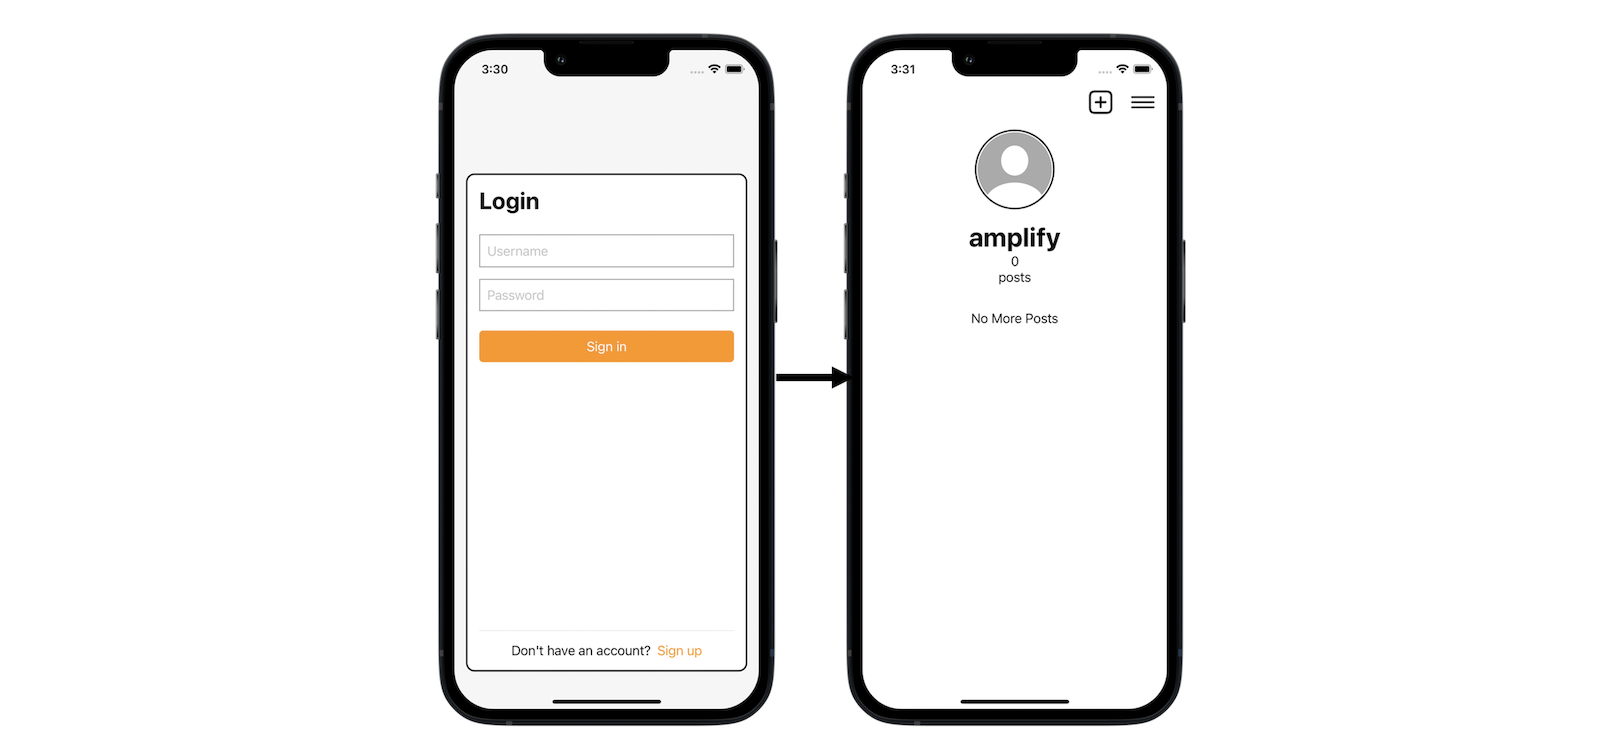 3:30
Login
Username
Password
Sign in
Don't have an account? Sign up
3:31
amplify
0
posts
No More Posts